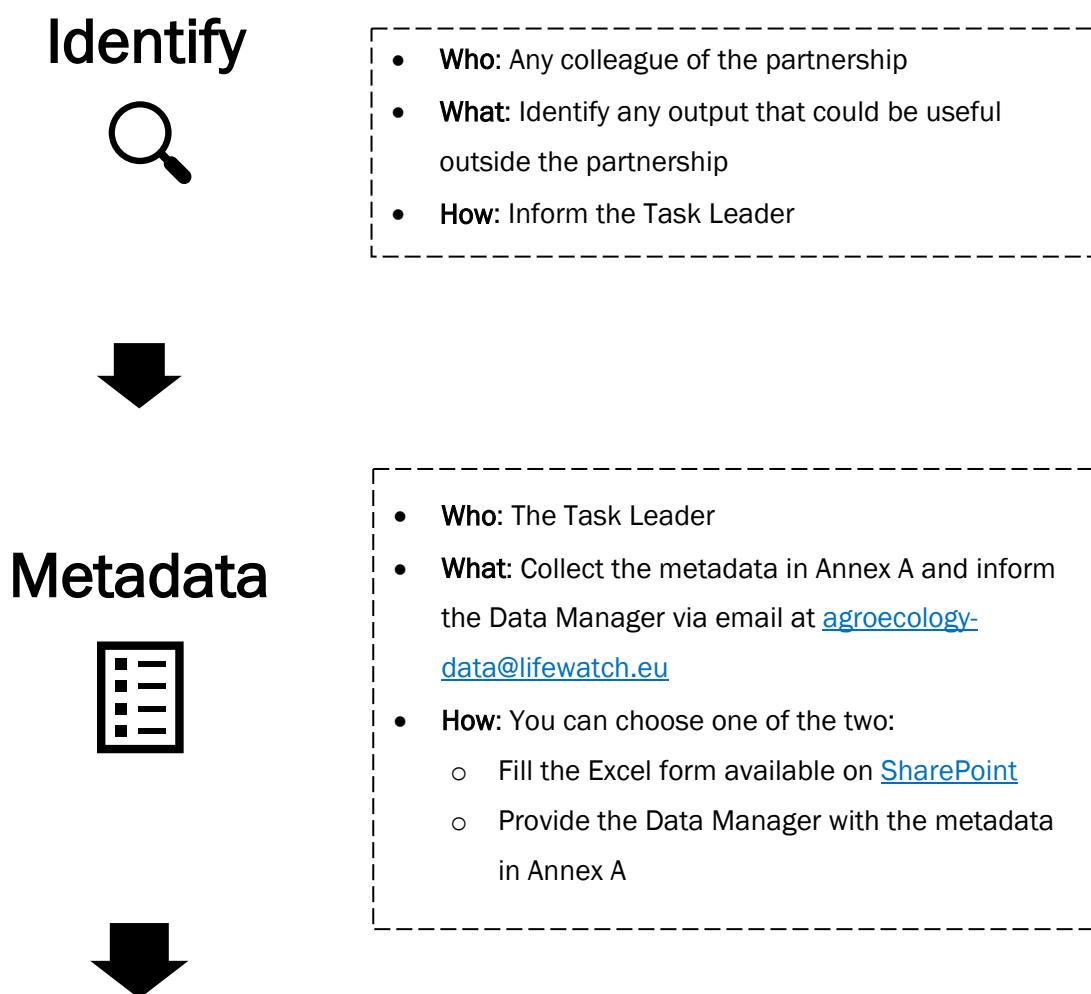 Identify
• Who: Any colleague of the partnership
• What: Identify any output that could be useful
outside the partnership
• How: Inform the Task Leader
Metadata
• Who: The Task Leader
• What: Collect the metadata in Annex A and inform
the Data Manager via email at agroecology-
data@lifewatch.eu
• How: You can choose one of the two:
o Fill the Excel form available on SharePoint
o Provide the Data Manager with the metadata
in Annex A